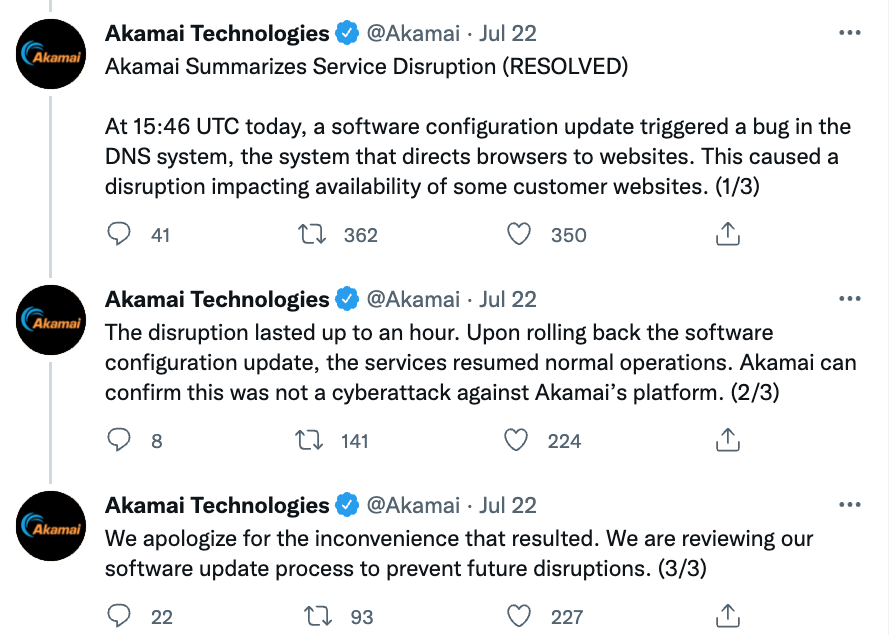 Akamai Technologies @Akamai · Jul 22
Akamai
Akamai Summarizes Service Disruption (RESOLVED)
At 15:46 UTC today, a software configuration update triggered a bug in the
DNS system, the system that directs browsers to websites. This caused a
disruption impacting availability of some customer websites. (1/3)
41 362 350
Akamai Technologies @Akamai · Jul 22
Akamai
The disruption lasted up to an hour. Upon rolling back the software
configuration update, the services resumed normal operations. Akamai can
confirm this was not a cyberattack against Akamai’s platform. (2/3)
8 141 224
Akamai Technologies @Akamai · Jul 22
Akamai
We apologize for the inconvenience that resulted. We are reviewing our
software update process to prevent future disruptions. (3/3)
22 93 227